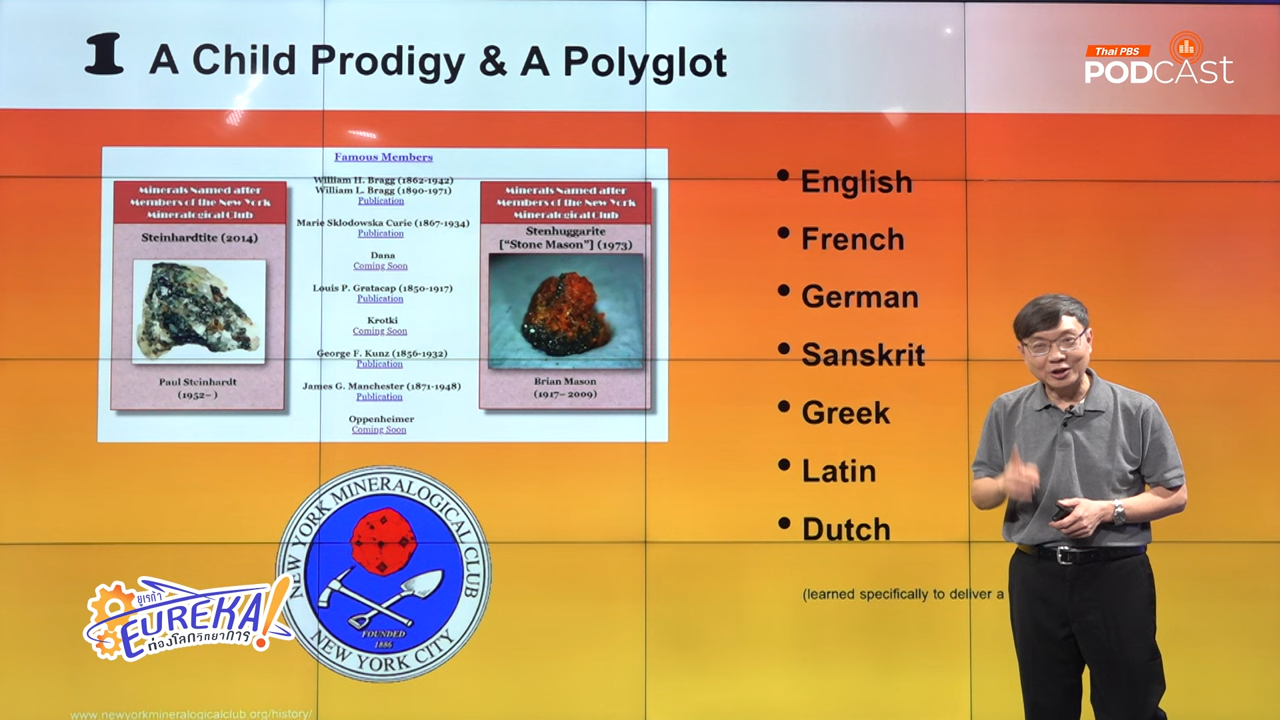 1 A Child Prodigy & A Polyglot
Thai PBS
PODCAST
Famous Members
William H. Bragg (1862-1942)
William L. Bragg (1890-1971)
Publication
Marie Sklodowska Curie (1867-1934)
Publication
Dana
Coming Soon
Louis P. Gratacap (1850-1917)
Publication
Krotki
Coming Soon
George F. Kunz (1856-1932)
Publication
James G. Manchester (1871-1948)
Publication
Oppenheimer
Coming Soon
Minerals Named after
Members of the New York
Mineralogical Club
Steinhardtite (2014)
Paul Steinhardt
(1952– )
Minerals Named after
Members of the New York
Mineralogical Club
Stenhuggarite
["Stone Mason"] (1973)
Brian Mason
(1917– 2009)
• English
• French
• German
• Sanskrit
• Greek
• Latin
• Dutch
(learned specifically to deliver a
NEW YORK MINERALOGICAL CLUB
FOUNDED
1886
NEW YORK CITY
ยูเรก้า
EUREKA!
ท่องโลกวิทยาการ
www.newyorkmineralogicalclub.org/history/